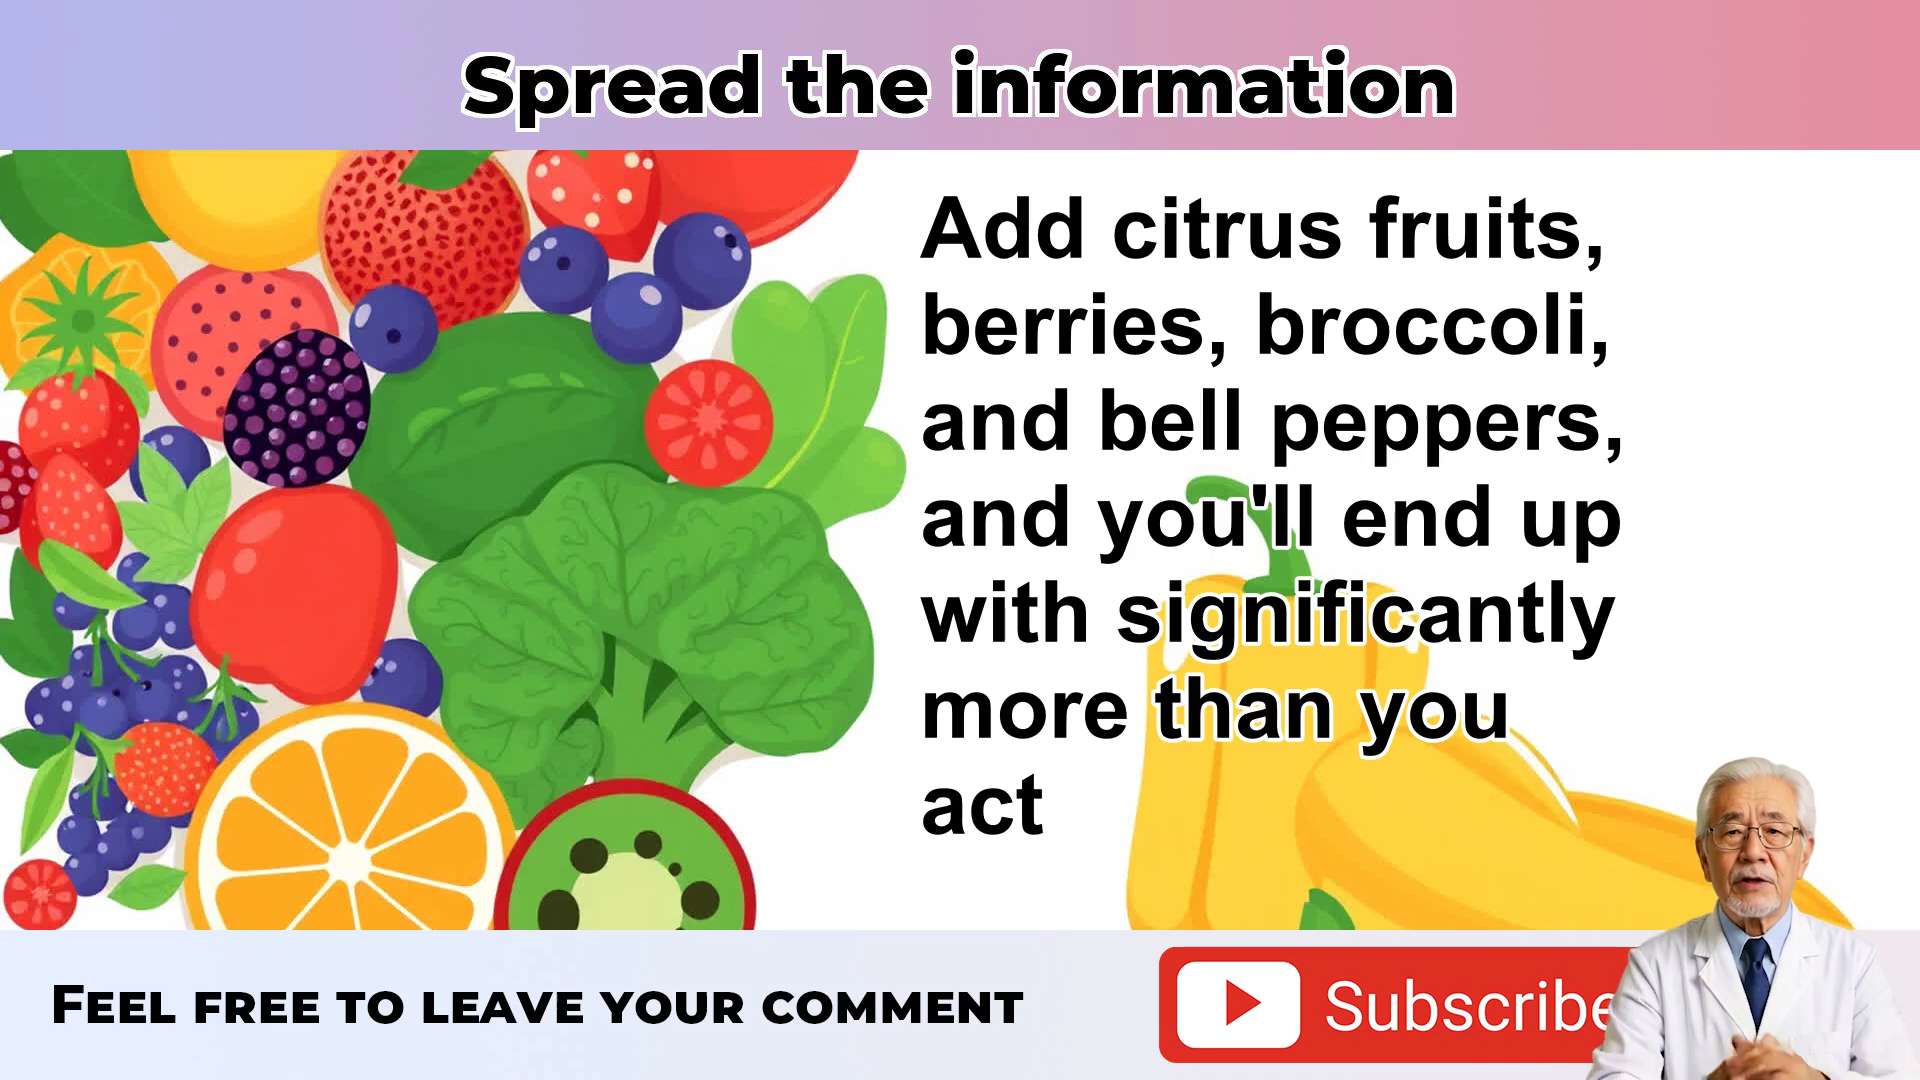 Spread the information
Add citrus fruits,
berries, broccoli,
and bell peppers,
and you'll end up
with significantly
more than you
act
FEEL FREE TO LEAVE YOUR COMMENT
Subscribe